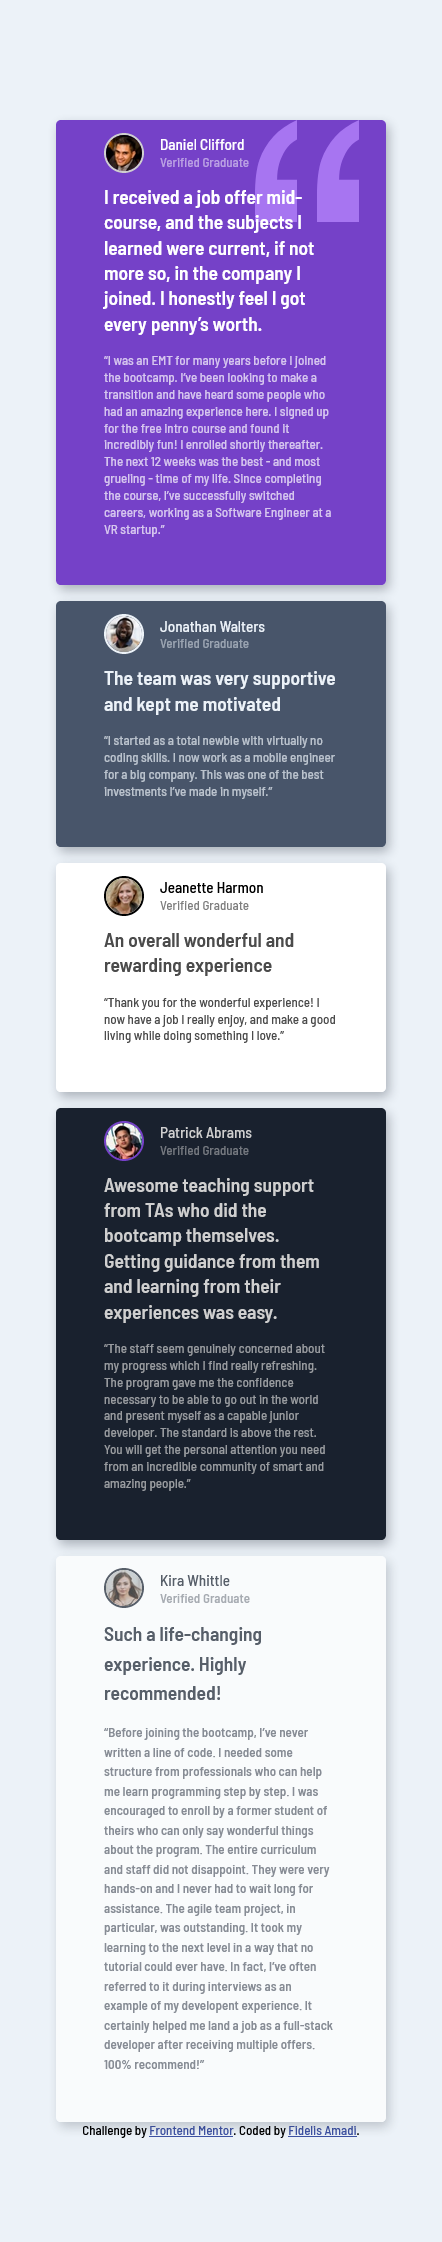 Daniel Clifford
Verified Graduate
I received a job offer mid-
course, and the subjects I
learned were current, if not
more so, in the company I
joined. I honestly feel I got
every penny’s worth.
“I was an EMT for many years before I joined
the bootcamp. I’ve been looking to make a
transition and have heard some people who
had an amazing experience here. I signed up
for the free intro course and found it
incredibly fun! I enrolled shortly thereafter.
The next 12 weeks was the best - and most
grueling - time of my life. Since completing
the course, I’ve successfully switched
careers, working as a Software Engineer at a
VR startup.”
Jonathan Walters
Verified Graduate
The team was very supportive
and kept me motivated
“I started as a total newbie with virtually no
coding skills. I now work as a mobile engineer
for a big company. This was one of the best
investments I’ve made in myself.”
Jeanette Harmon
Verified Graduate
An overall wonderful and
rewarding experience
“Thank you for the wonderful experience! I
now have a job I really enjoy, and make a good
living while doing something I love.”
Patrick Abrams
Verified Graduate
Awesome teaching support
from TAs who did the
bootcamp themselves.
Getting guidance from them
and learning from their
experiences was easy.
“The staff seem genuinely concerned about
my progress which I find really refreshing.
The program gave me the confidence
necessary to be able to go out in the world
and present myself as a capable junior
developer. The standard is above the rest.
You will get the personal attention you need
from an incredible community of smart and
amazing people.”
Kira Whittle
Verified Graduate
Such a life-changing
experience. Highly
recommended!
“Before joining the bootcamp, I’ve never
written a line of code. I needed some
structure from professionals who can help
me learn programming step by step. I was
encouraged to enroll by a former student of
theirs who can only say wonderful things
about the program. The entire curriculum
and staff did not disappoint. They were very
hands-on and I never had to wait long for
assistance. The agile team project, in
particular, was outstanding. It took my
learning to the next level in a way that no
tutorial could ever have. In fact, I’ve often
referred to it during interviews as an
example of my developent experience. It
certainly helped me land a job as a full-stack
developer after receiving multiple offers.
100% recommend!”
Challenge by Frontend Mentor. Coded by Fidelis Amadi.